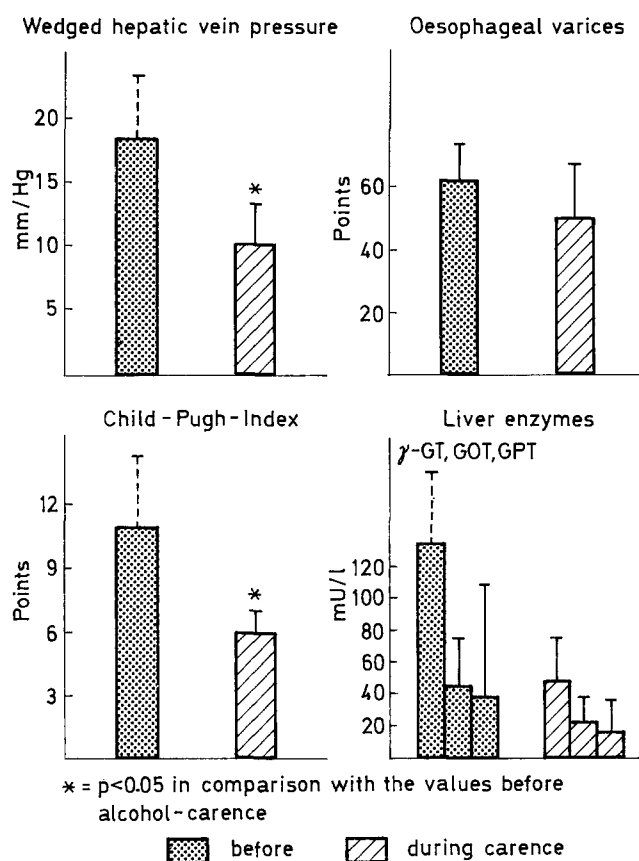 Wedged hepatic vein pressure
mm/Hg
20
15
10
5
*
Oesophageal varices
Points
60
40
20
Child-Pugh-Index
Points
12
9
6
3
*
Liver enzymes
γ-GT, GOT, GPT
mU/l
120
100
80
60
40
20
* = p<0.05 in comparison with the values before
alcohol-carence
before during carence